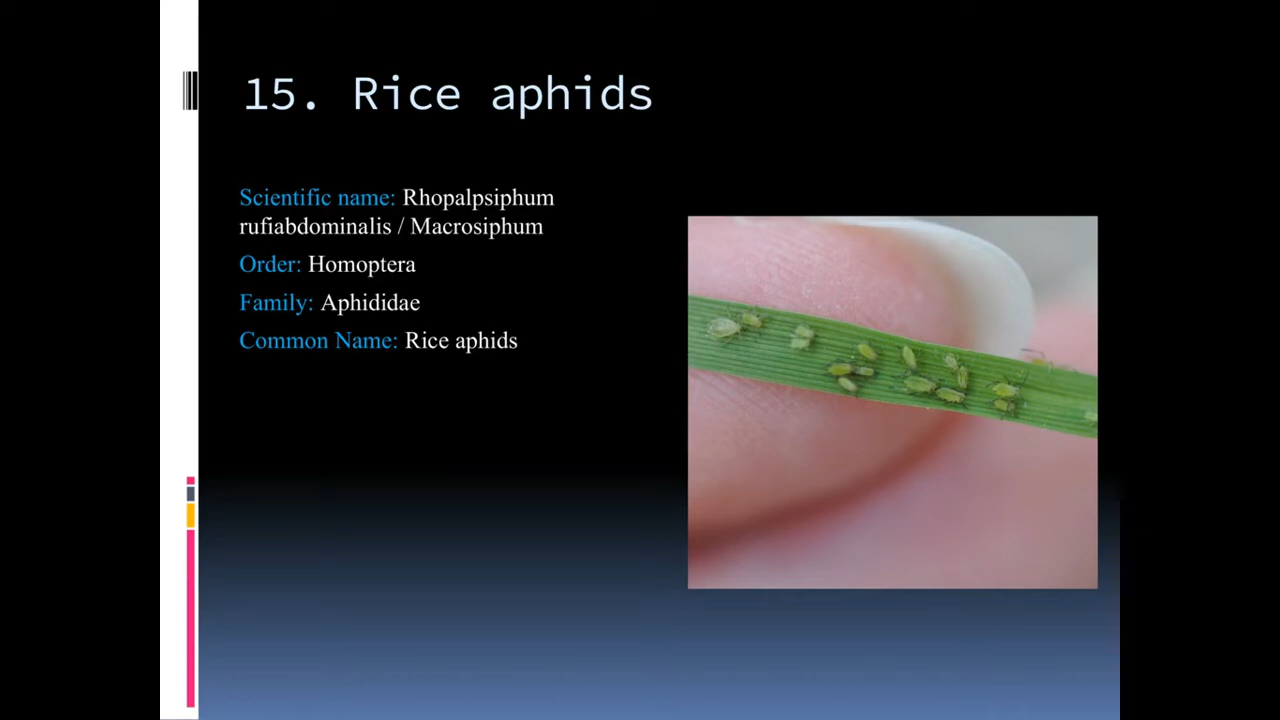 15. Rice aphids
Scientific name: Rhopalpsiphum
rufiabdominalis / Macrosiphum
Order: Homoptera
Family: Aphididae
Common Name: Rice aphids